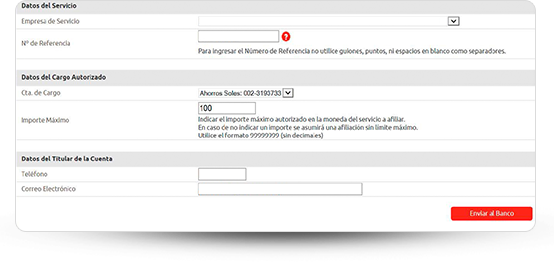 Datos del Servicio
Empresa de Servicio
Nº de Referencia
?
Para ingresar el Número de Referencia no utilice guiones, puntos, ni espacios en blanco como separadores.
Datos del Cargo Autorizado
Cta. de Cargo Ahorros Soles: 002-3193733
100
Importe Máximo
Indicar el importe máximo autorizado en la moneda del servicio a afiliar.
En caso de no indicar un importe se asumirá una afiliación sin límite máximo.
Utilice el formato 99999999 (sin decimales)
Datos del Titular de la Cuenta
Teléfono
Correo Electrónico
Enviar al Banco